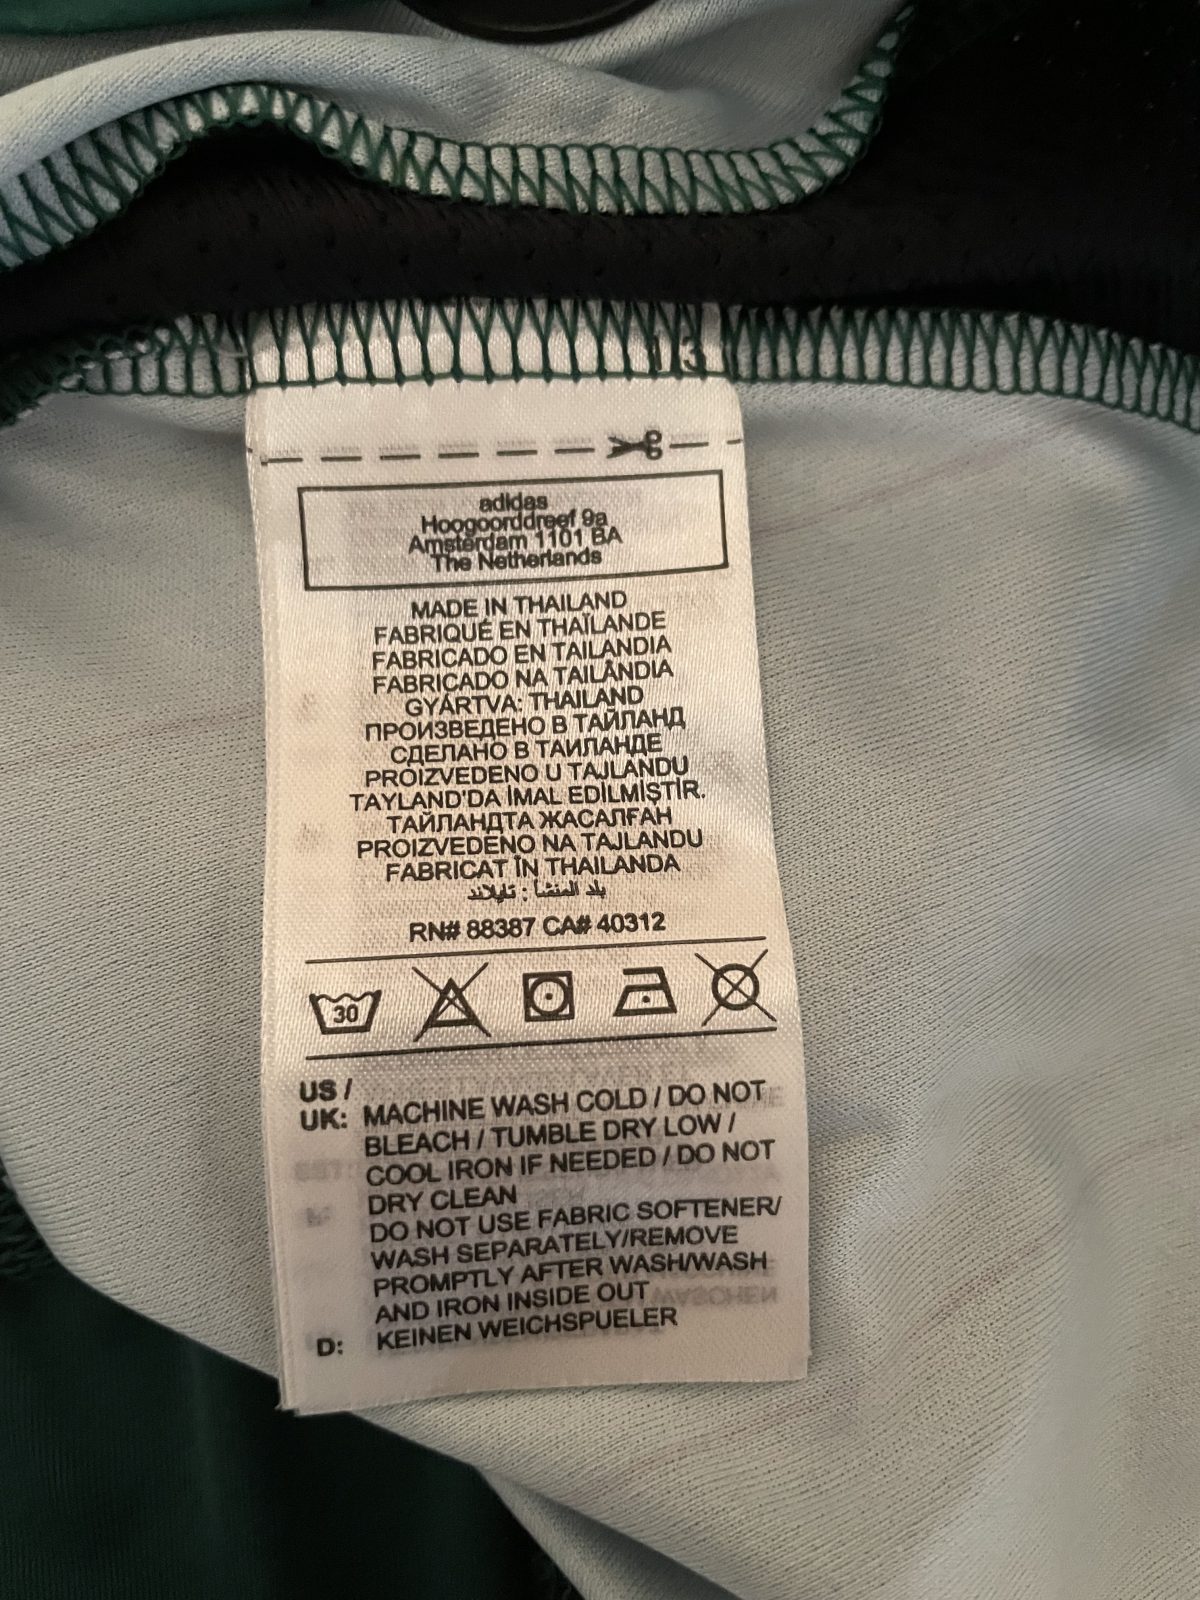 13
adidas
Hoogoorddreef 9a
Amsterdam 1101 BA
The Netherlands
MADE IN THAILAND
FABRIQUÉ EN THAÏLANDE
FABRICADO EN TAILANDIA
FABRICADO NA TAILÂNDIA
GYÁRTVA: THAILAND
ПРОИЗВЕДЕНО В ТАЙЛАНД
СДЕЛАНО В ТАИЛАНДЕ
PROIZVEDENO U TAJLANDU
TAYLAND'DA İMAL EDİLMİŞTİR.
ТАЙЛАНДТА ЖАСАЛҒАН
PROIZVEDENO NA TAJLANDU
FABRICAT ÎN THAILANDA
بلد المنشأ : تايلاند
RN# 88387 CA# 40312
30
US /
UK: MACHINE WASH COLD / DO NOT
BLEACH / TUMBLE DRY LOW /
COOL IRON IF NEEDED / DO NOT
DRY CLEAN
DO NOT USE FABRIC SOFTENER/
WASH SEPARATELY/REMOVE
PROMPTLY AFTER WASH/WASH
AND IRON INSIDE OUT
D: KEINEN WEICHSPUELER